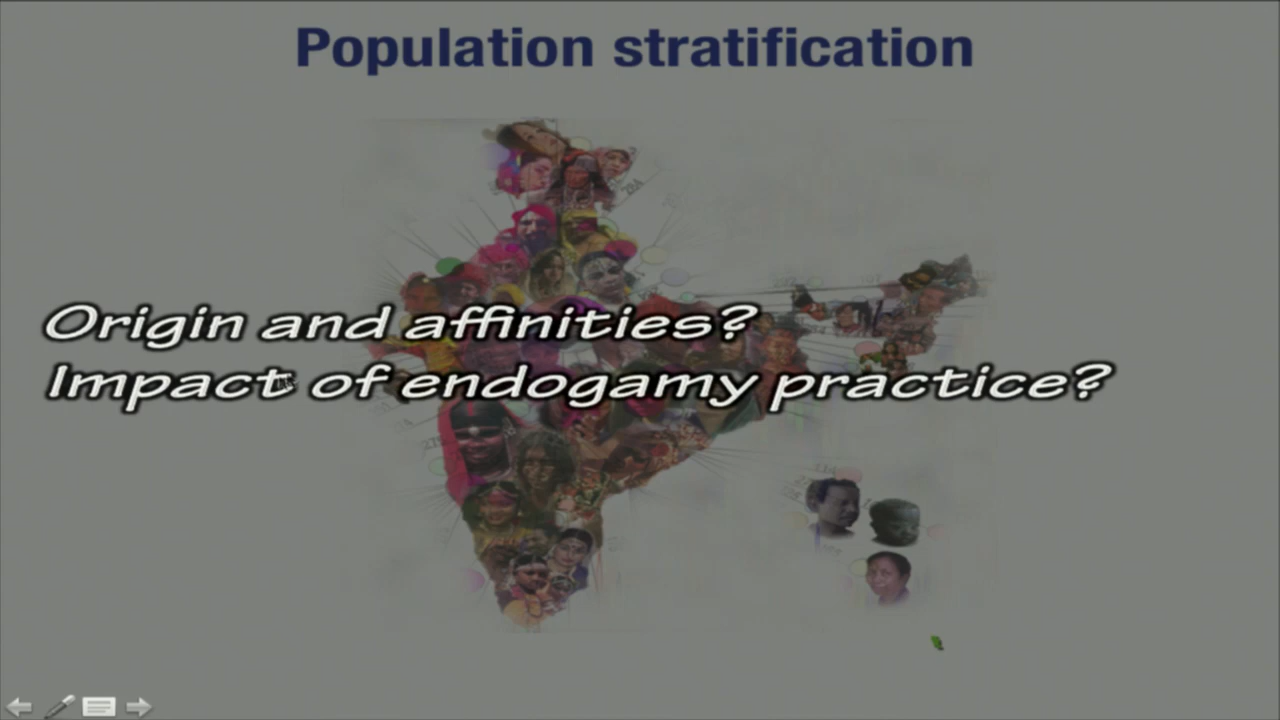 Population stratification
Origin and affinities?
Impact of endogamy practice?